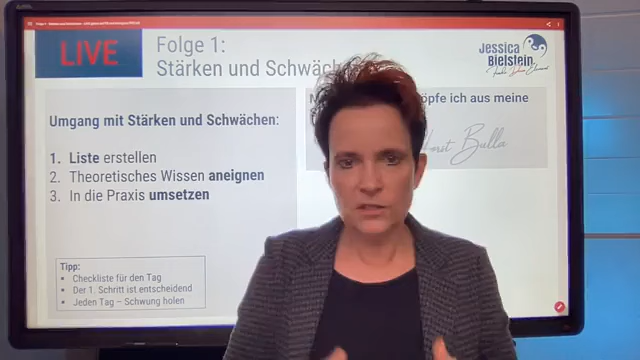 LIVE
Folge 1:
Stärken und
Jessica
Bielstein
Umgang mit Stärken und Schwächen:
ich aus meine
1. Liste erstellen
2. Theoretisches Wissen aneignen
3. In die Praxis umsetzen
Tipp:
Checkliste für den Tag
Der 1. Schritt ist entscheidend
Jeden Tag – Schwung holen